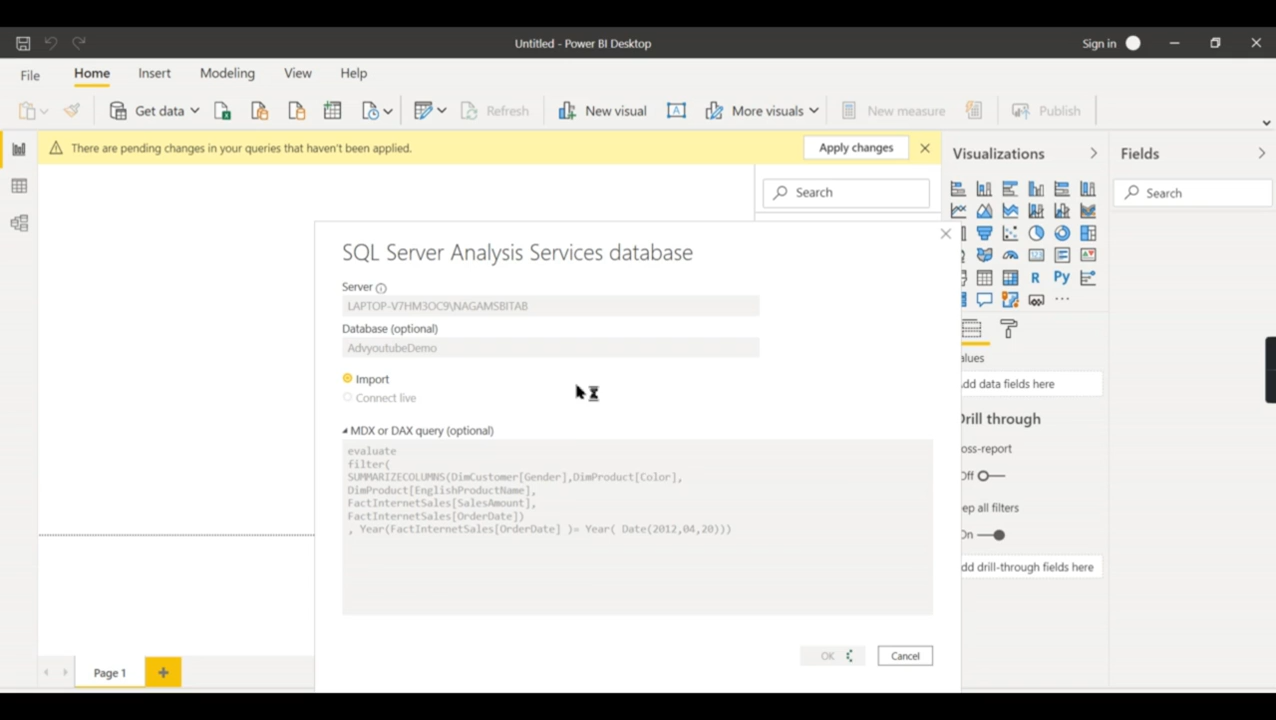 Untitled - Power BI Desktop
Sign in
File
Home
Insert
Modeling
View
Help
Get data
Refresh
New visual
More visuals
New measure
Publish
There are pending changes in your queries that haven't been applied.
Apply changes
Visualizations
Fields
Search
Search
R
Py
SQL Server Analysis Services database
Server
LAPTOP-V7HM3OC9\NAGAMSBITAB
Database (optional)
AdvyoutubeDemo
Import
Connect live
MDX or DAX query (optional)
evaluate
filter(
SUMMARIZECOLUMNS(DimCustomer[Gender],DimProduct[Color],
DimProduct[EnglishProductName],
FactInternetSales[SalesAmount],
FactInternetSales[OrderDate])
, Year(FactInternetSales[OrderDate] )= Year( Date(2012,04,20)))
OK
Cancel
alues
dd data fields here
Drill through
oss-report
Off
ep all filters
On
dd drill-through fields here
Page 1